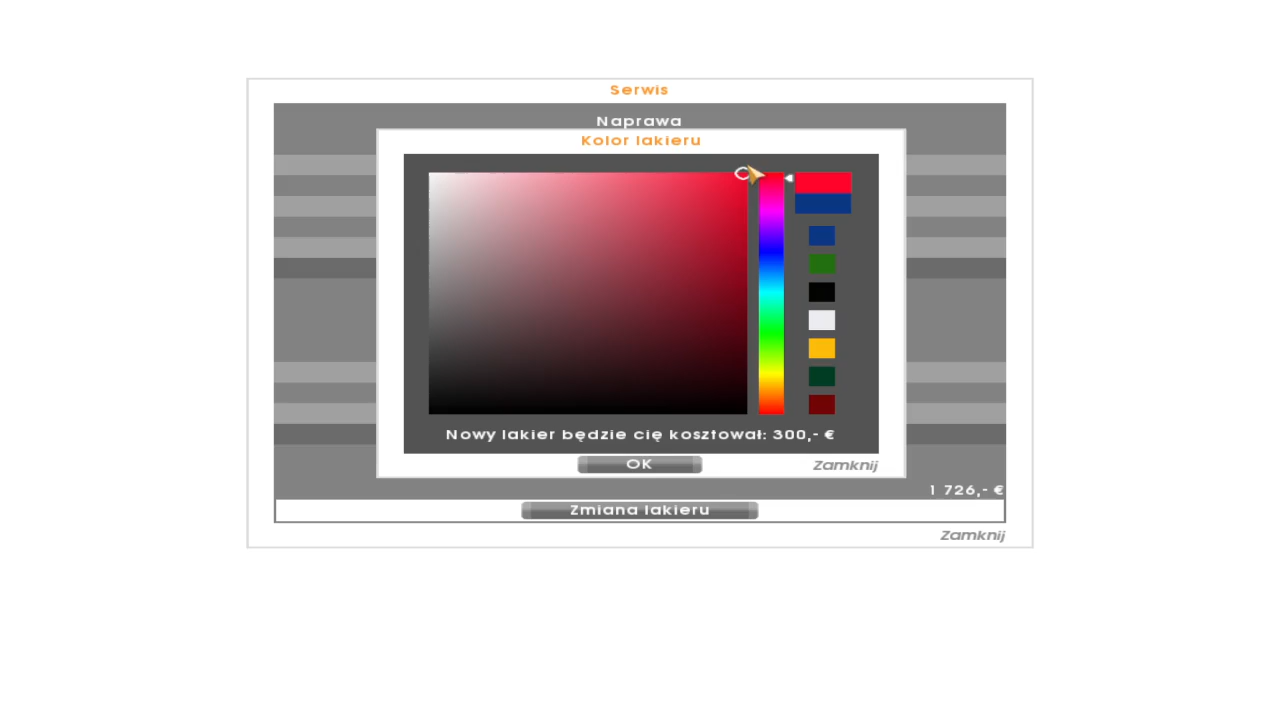 Serwis
Naprawa
Kolor lakieru
Nowy lakier będzie cię kosztował: 300,- €
OK
Zamknij
1 726,- €
Zmiana lakieru
Zamknij